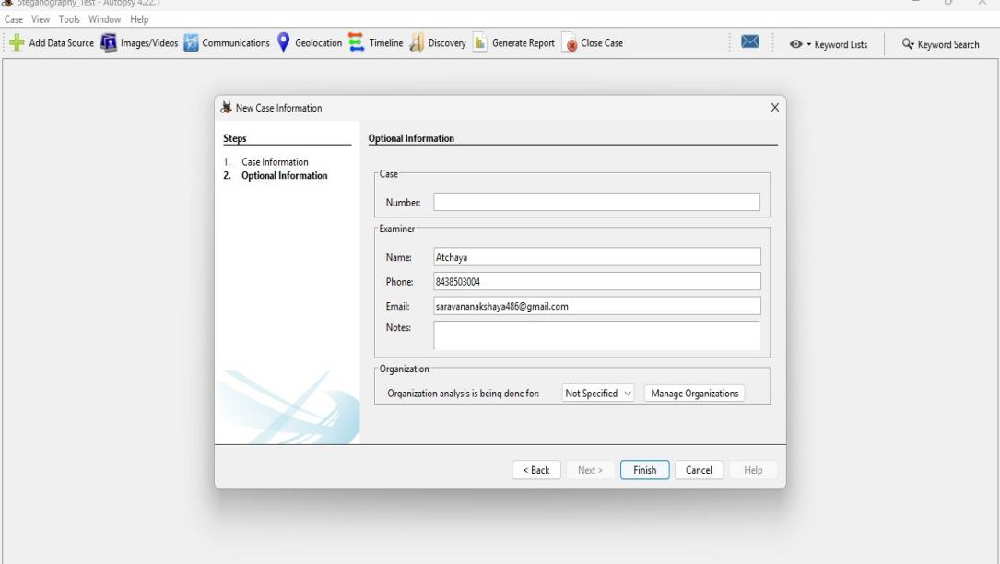 Steganography_Test - Autopsy 4.22.1
Case View Tools Window Help
Add Data Source Images/Videos Communications Geolocation Timeline Discovery Generate Report Close Case Keyword Lists Keyword Search
New Case Information
Steps
1. Case Information
2. Optional Information
Optional Information
Case
Number:
Examiner
Name: Atchaya
Phone: 8438503004
Email: saravananakshaya486@gmail.com
Notes:
Organization
Organization analysis is being done for: Not Specified Manage Organizations
< Back Next > Finish Cancel Help